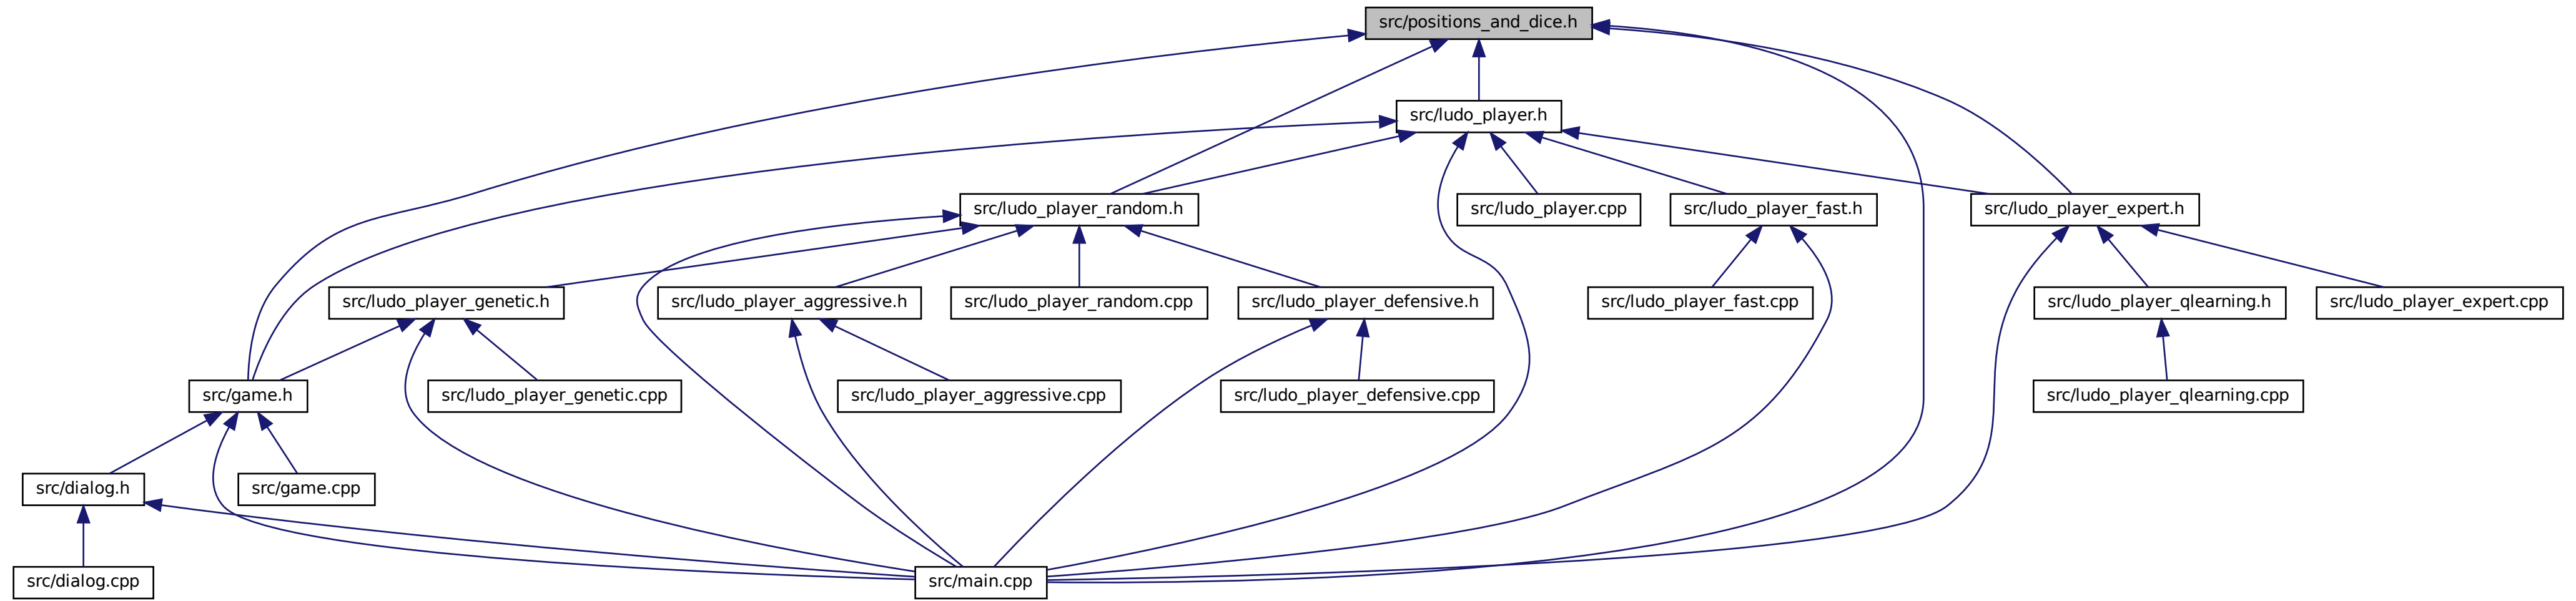 src/positions_and_dice.h
src/ludo_player.h
src/ludo_player_random.h
src/ludo_player.cpp
src/ludo_player_fast.h
src/ludo_player_expert.h
src/ludo_player_genetic.h
src/ludo_player_aggressive.h
src/ludo_player_random.cpp
src/ludo_player_defensive.h
src/ludo_player_fast.cpp
src/ludo_player_qlearning.h
src/ludo_player_expert.cpp
src/game.h
src/ludo_player_genetic.cpp
src/ludo_player_aggressive.cpp
src/ludo_player_defensive.cpp
src/ludo_player_qlearning.cpp
src/dialog.h
src/game.cpp
src/dialog.cpp
src/main.cpp